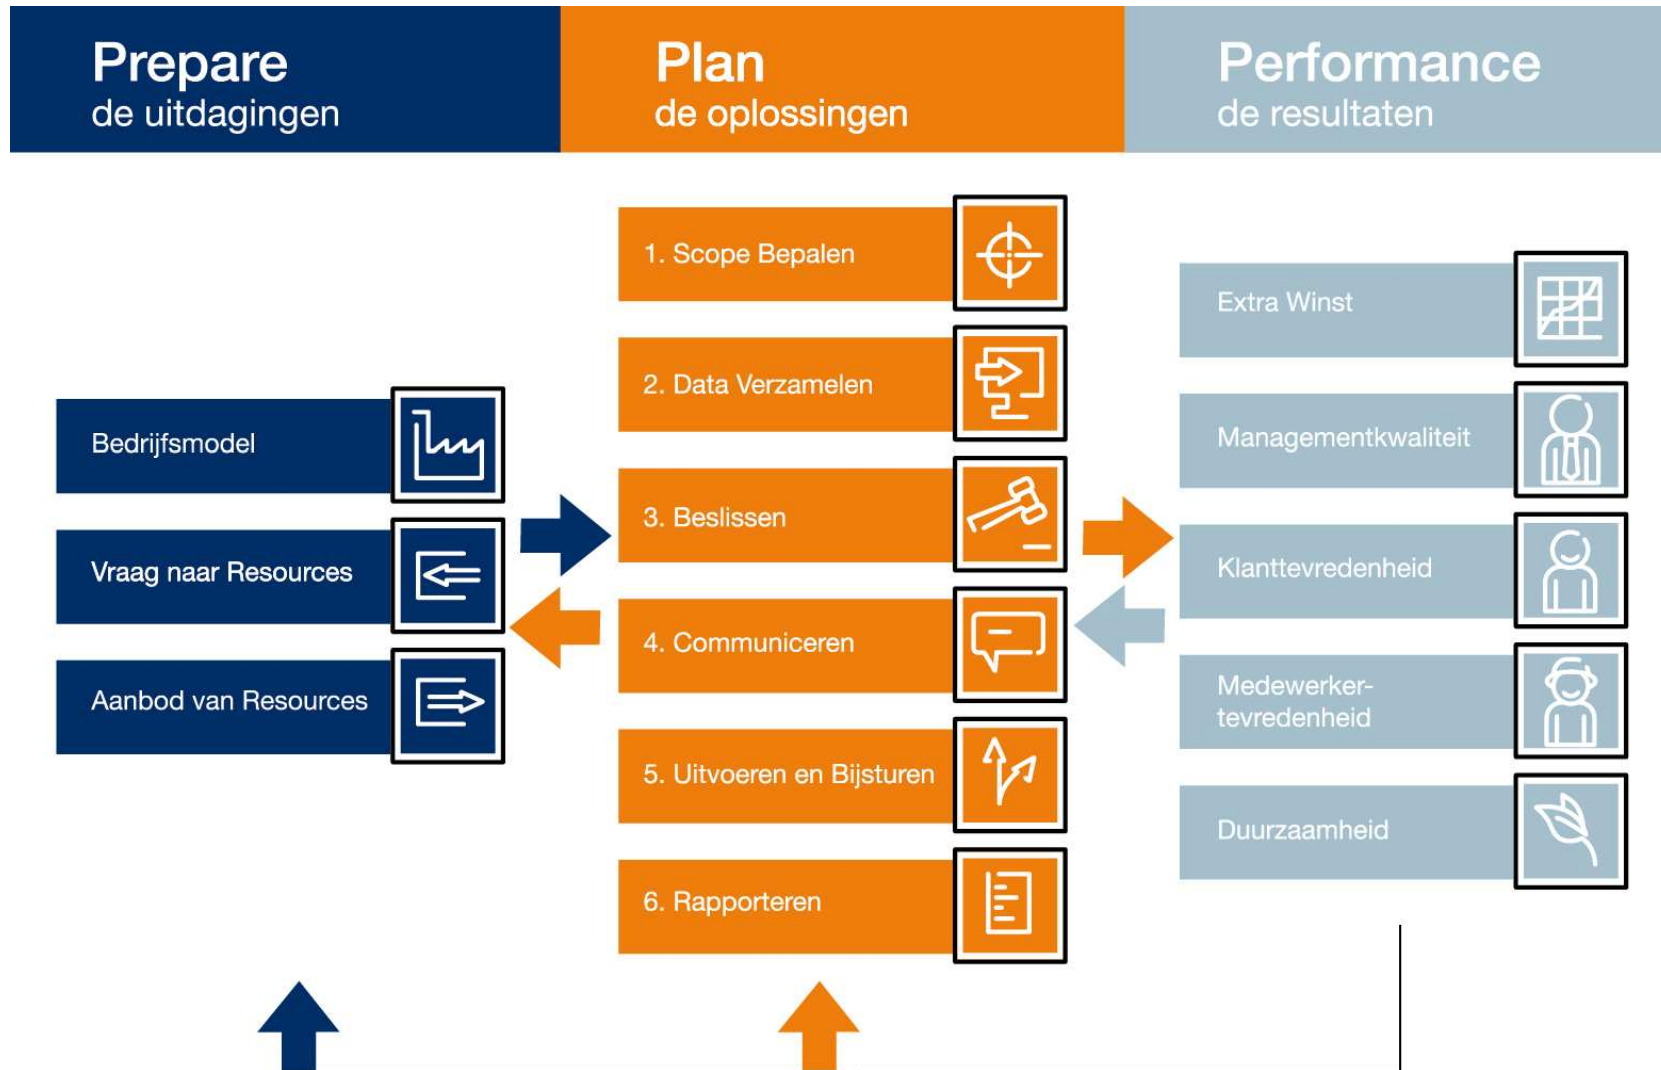 Prepare
de uitdagingen
Plan
de oplossingen
Performance
de resultaten
Bedrijfsmodel
Vraag naar Resources
Aanbod van Resources
1. Scope Bepalen
2. Data Verzamelen
3. Beslissen
4. Communiceren
5. Uitvoeren en Bijsturen
6. Rapporteren
Extra Winst
Managementkwaliteit
Klanttevredenheid
Medewerker-
tevredenheid
Duurzaamheid